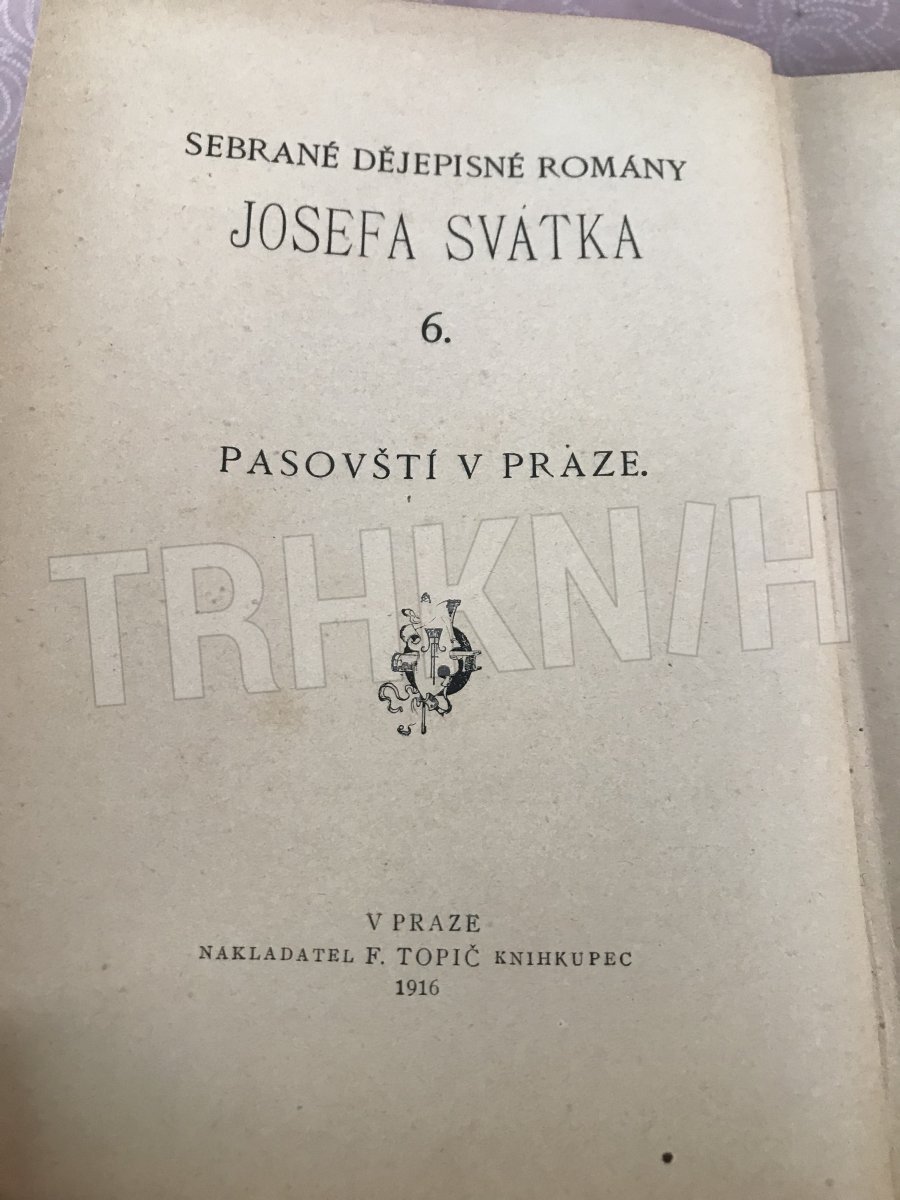 SEBRANÉ DĚJEPISNÉ ROMÁNY
JOSEFA SVÁTKA
6.
PASOVŠTÍ V PRAZE.
TRHKNIH
V PRAZE
NAKLADATEL F. TOPIČ KNIHKUPEC
1916